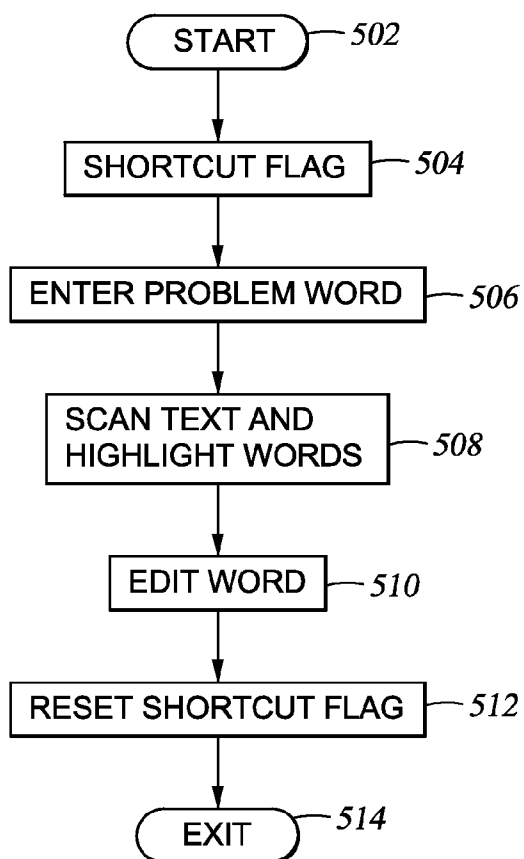 START 502
SHORTCUT FLAG 504
ENTER PROBLEM WORD 506
SCAN TEXT AND
HIGHLIGHT WORDS 508
EDIT WORD 510
RESET SHORTCUT FLAG 512
EXIT 514